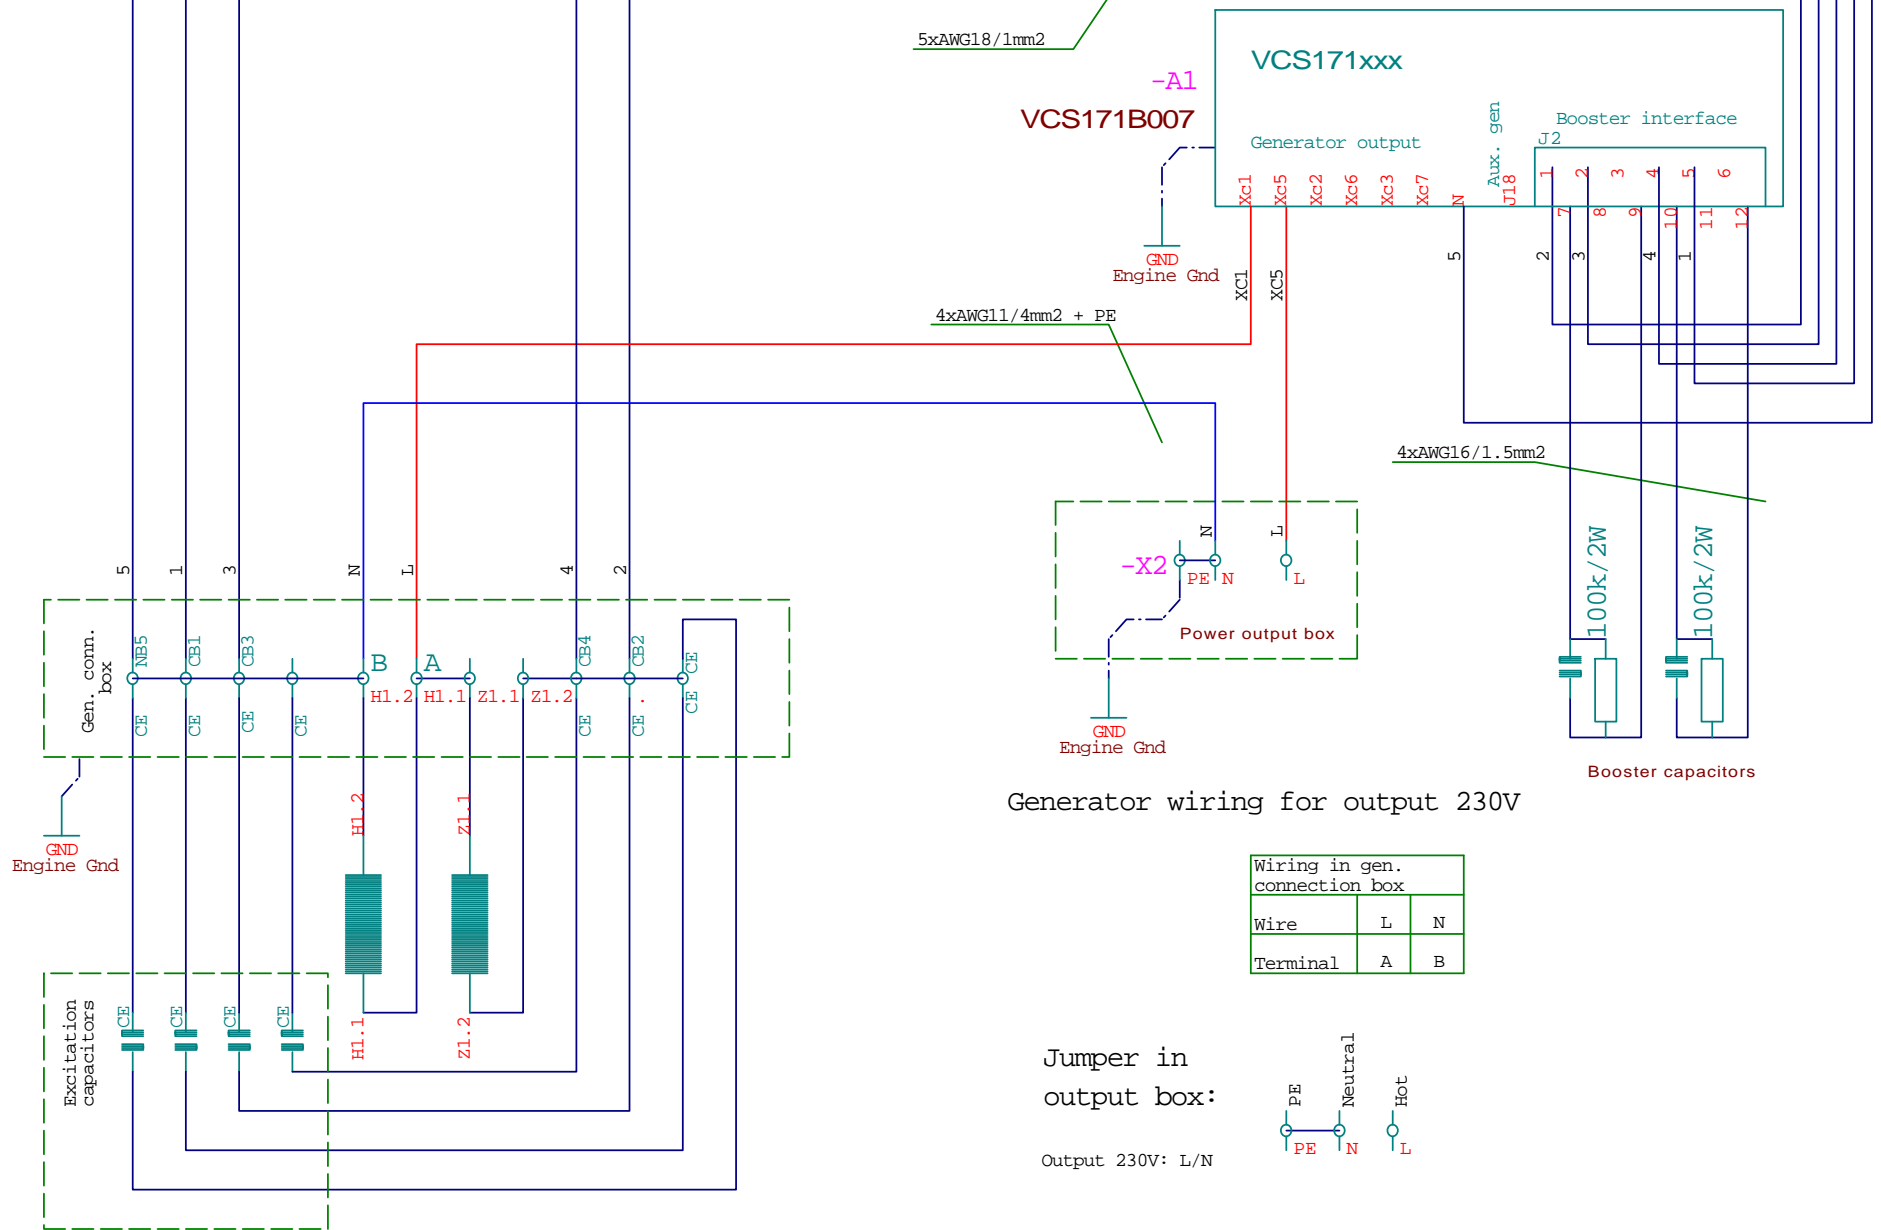 5xAWG18/1mm2
VCS171xxx
-A1
VCS171B007
Generator output
Aux. gen
Booster interface
J2
Xc1
Xc5
Xc2
Xc6
Xc3
Xc7
N
J18
1
2
3
4
5
6
7
8
9
10
11
12
GND
Engine Gnd
XC1
XC5
5
2
3
4
1
4xAWG11/4mm2 + PE
4xAWG16/1.5mm2
5
1
3
N
L
4
2
Gen. conn.
box
NB5
CB1
CB3
B
A
CB4
CB2
CE
H1.2
H1.1
Z1.1
Z1.2
.
CE
CE
CE
CE
CE
CE
CE
N
L
-X2
PE
N
L
Power output box
GND
Engine Gnd
100k/2W
100k/2W
Booster capacitors
GND
Engine Gnd
H1.2
Z1.1
H1.1
Z1.2
Excitation
capacitors
CE
CE
CE
CE
Generator wiring for output 230V
Wiring in gen.
connection box
Wire L N
Terminal A B
Jumper in
output box:
PE
Neutral
Hot
PE
N
L
Output 230V: L/N